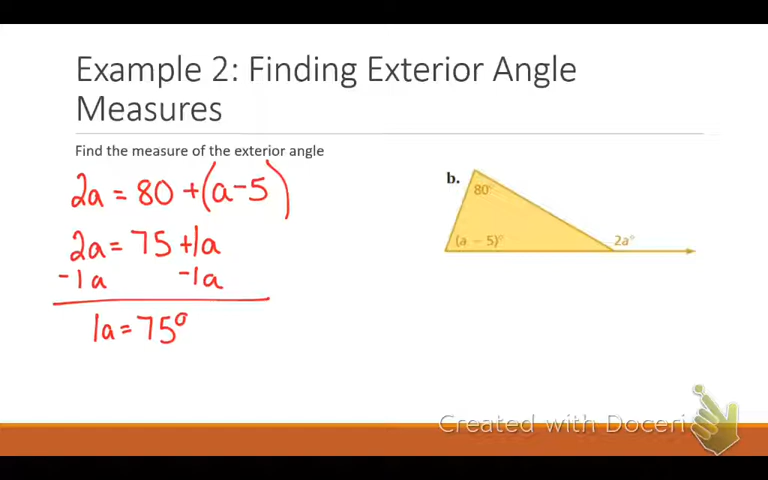 Example 2: Finding Exterior Angle
Measures
Find the measure of the exterior angle
2a = 80 + (a - 5)
2a = 75 + 1a
-1a -1a
1a = 75°
b.
80°
(a − 5)°
2a°
Created with Doceri